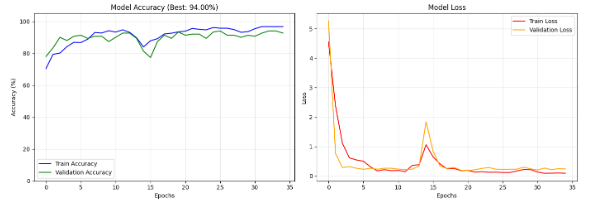 Model Accuracy (Best: 94.00%)
100
80
60
40
20
0
Accuracy (%)
Train Accuracy
Validation Accuracy
0
5
10
15
20
25
30
35
Epochs
Model Loss
5
4
3
2
1
0
Loss
Train Loss
Validation Loss
0
5
10
15
20
25
30
35
Epochs